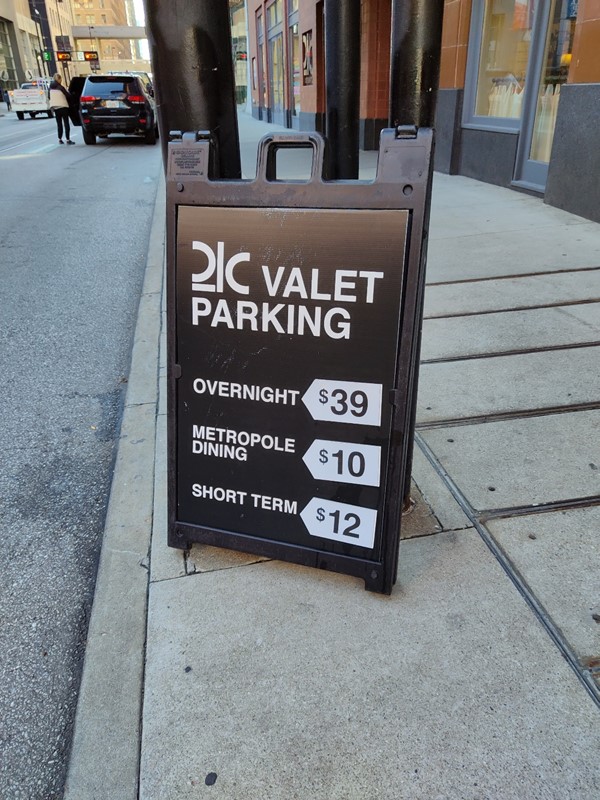 21C VALET
PARKING
OVERNIGHT $39
METROPOLE
DINING $10
SHORT TERM $12